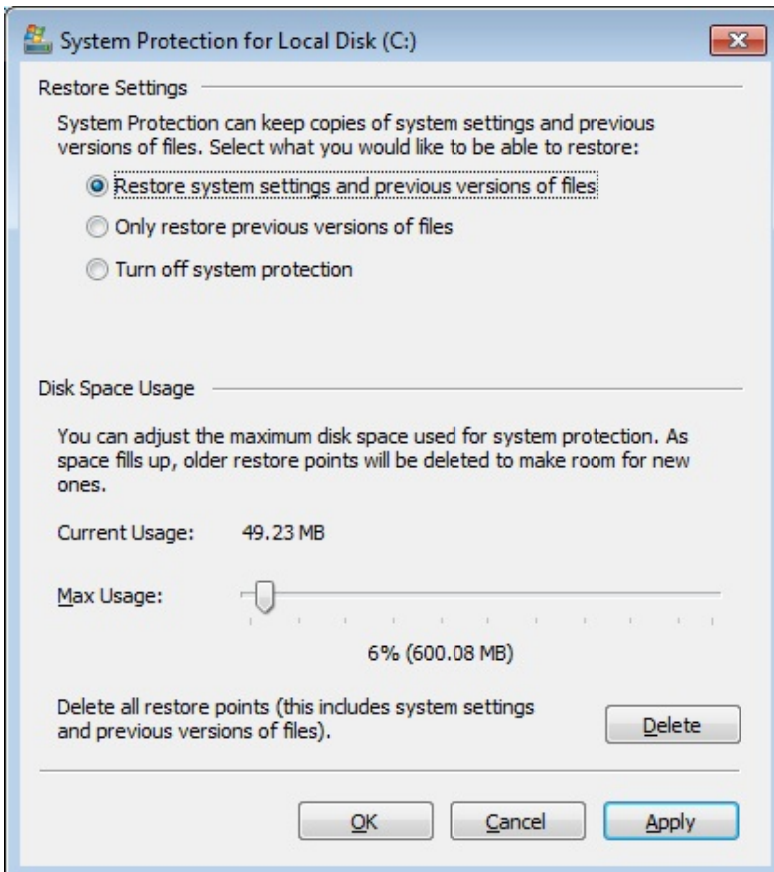 System Protection for Local Disk (C:)
Restore Settings
System Protection can keep copies of system settings and previous
versions of files. Select what you would like to be able to restore:
Restore system settings and previous versions of files
Only restore previous versions of files
Turn off system protection
Disk Space Usage
You can adjust the maximum disk space used for system protection. As
space fills up, older restore points will be deleted to make room for new
ones.
Current Usage: 49.23 MB
Max Usage:
6% (600.08 MB)
Delete all restore points (this includes system settings
and previous versions of files).
Delete
OK Cancel Apply